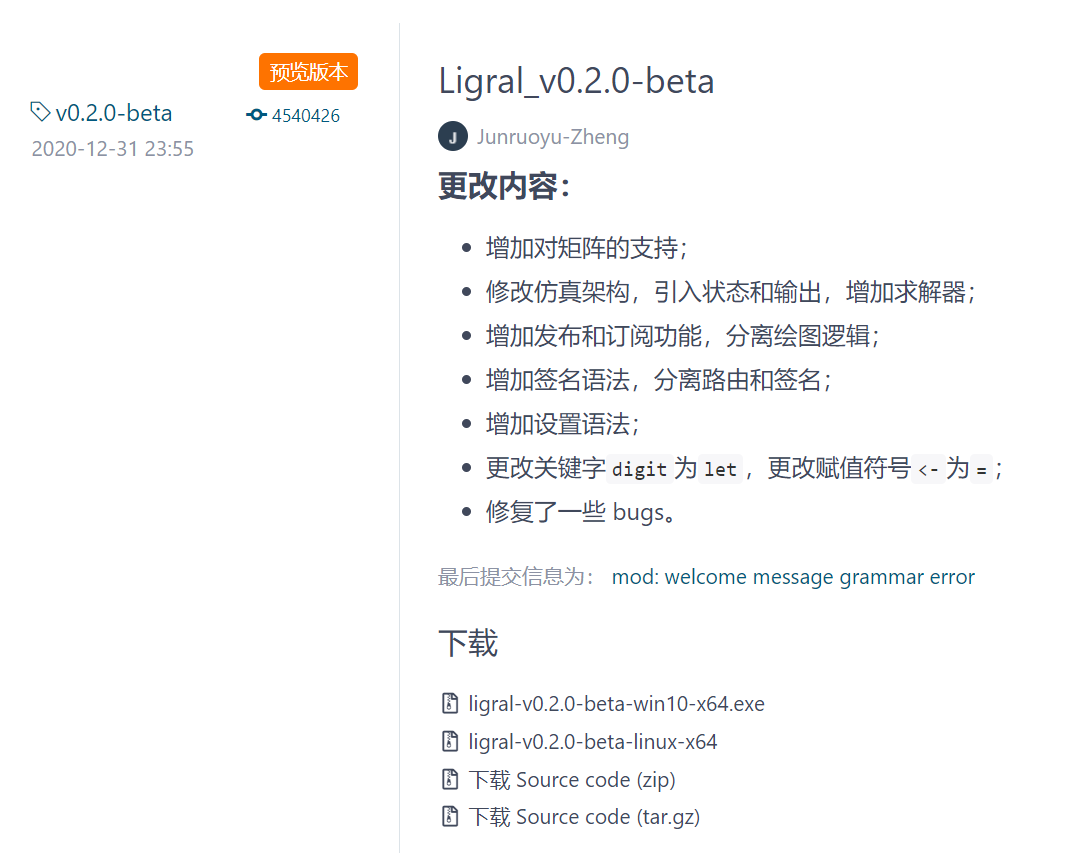 预览版本
v0.2.0-beta
4540426
2020-12-31 23:55
Ligral_v0.2.0-beta
J Junruoyu-Zheng
更改内容：
增加对矩阵的支持；
修改仿真架构，引入状态和输出，增加求解器；
增加发布和订阅功能，分离绘图逻辑；
增加签名语法，分离路由和签名；
增加设置语法；
更改关键字 digit 为 let ，更改赋值符号 <- 为 = ；
修复了一些 bugs。
最后提交信息为： mod: welcome message grammar error
下载
ligral-v0.2.0-beta-win10-x64.exe
ligral-v0.2.0-beta-linux-x64
下载 Source code (zip)
下载 Source code (tar.gz)